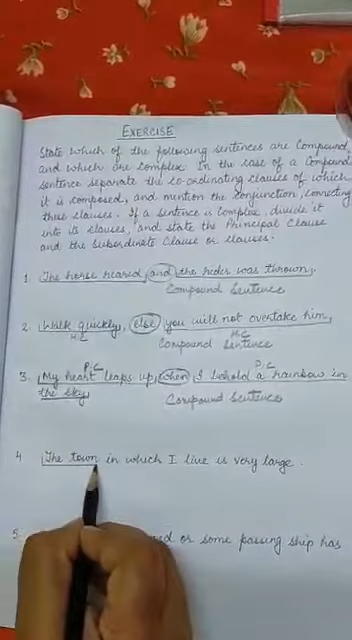 EXERCISE
State which of the following sentences are Compound,
and which are complex. In the case of a Compound
sentence separate the co-ordinating clauses of which
it is composed, and mention the conjunction, connecting
these clauses. If a sentence is complex, divide it
into its clauses, and state the Principal Clause
and the Subordinate Clause or clauses.
1. The horse reared, and the rider was thrown.
Compound Sentence
2. Walk quickly, else you will not overtake him.
M.C M.C
Compound Sentence
P.C P.C
3. My heart leaps up, when I behold a rainbow in
the sky.
Compound Sentence
4 The town in which I live is very large.
5. or some passing ship has